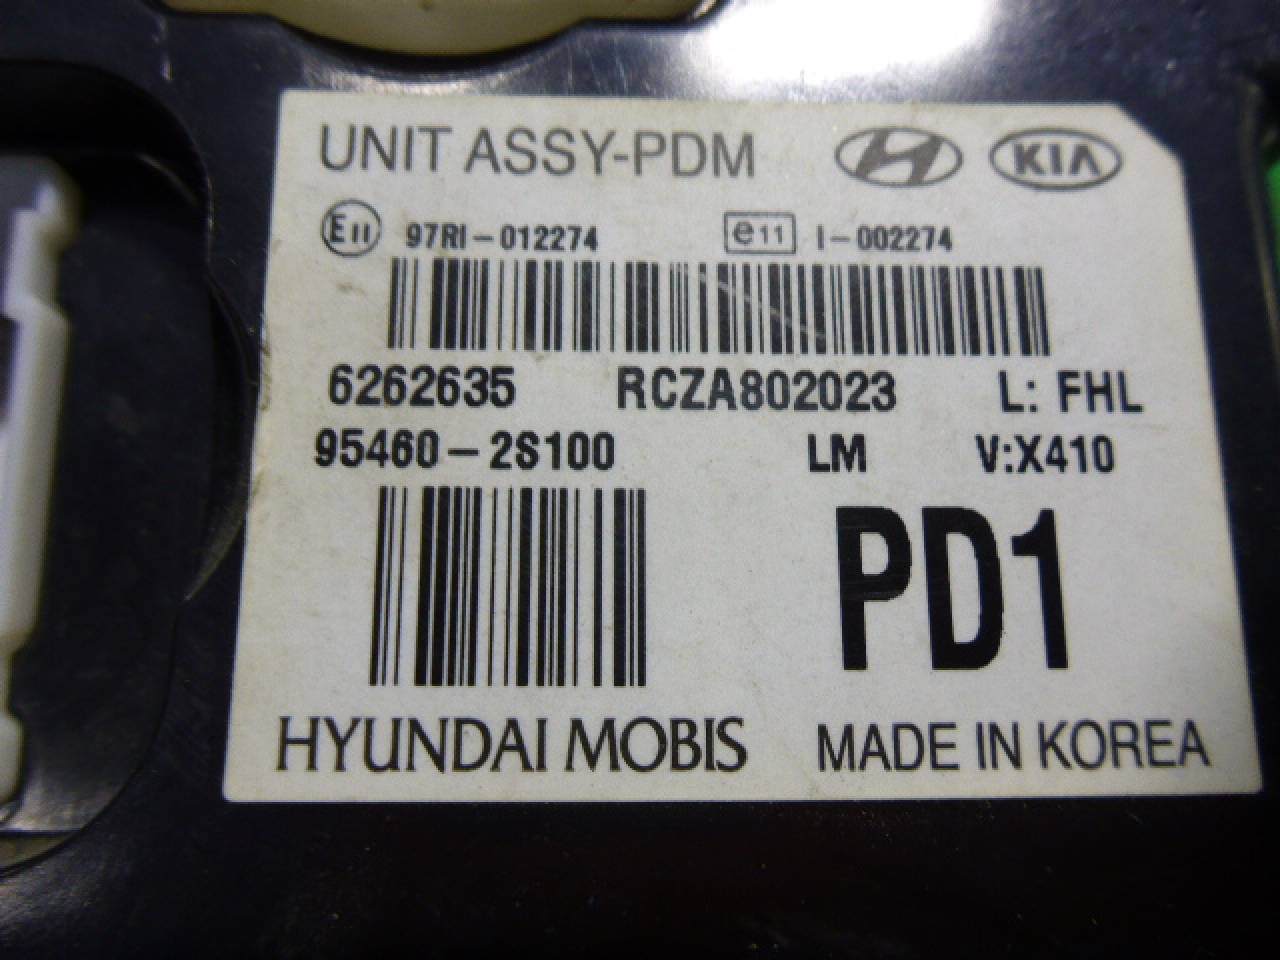 UNIT ASSY-PDM H KIA
E11 97RI-012274 e11 I-002274
6262635 RCZA802023 L: FHL
95460-2S100 LM V:X410
PD1
HYUNDAI MOBIS MADE IN KOREA